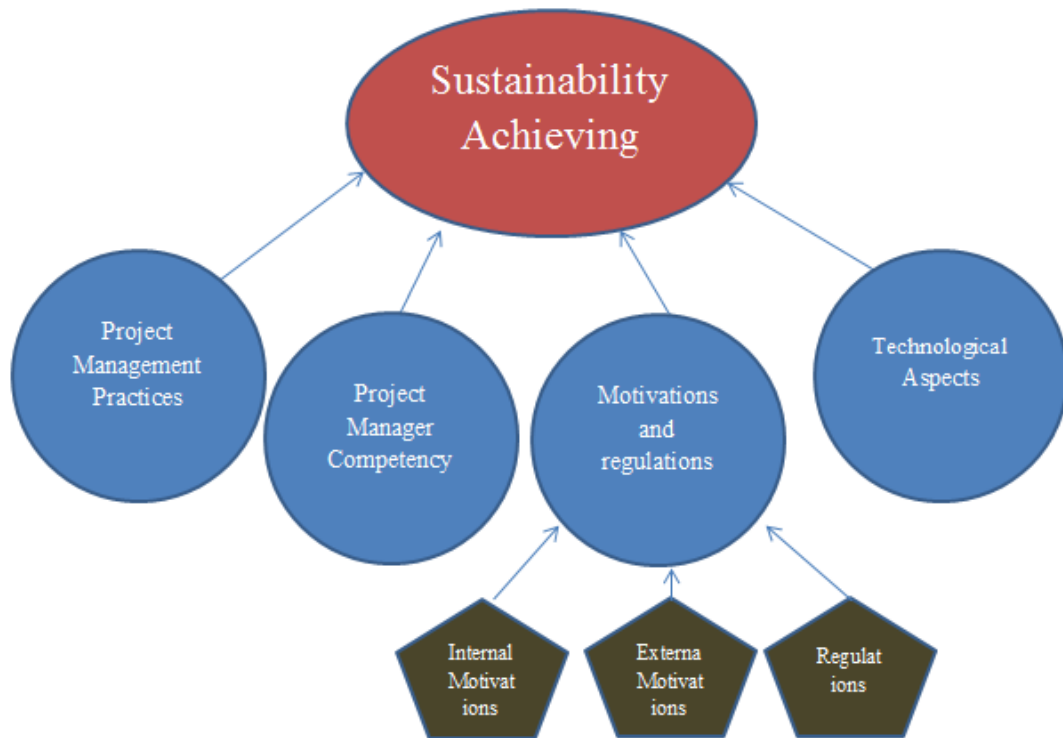 Sustainability
Achieving
Project
Management
Practices
Project
Manager
Competency
Motivations
and
regulations
Technological
Aspects
Internal
Motivat
ions
Externa
Motivat
ions
Regulat
ions